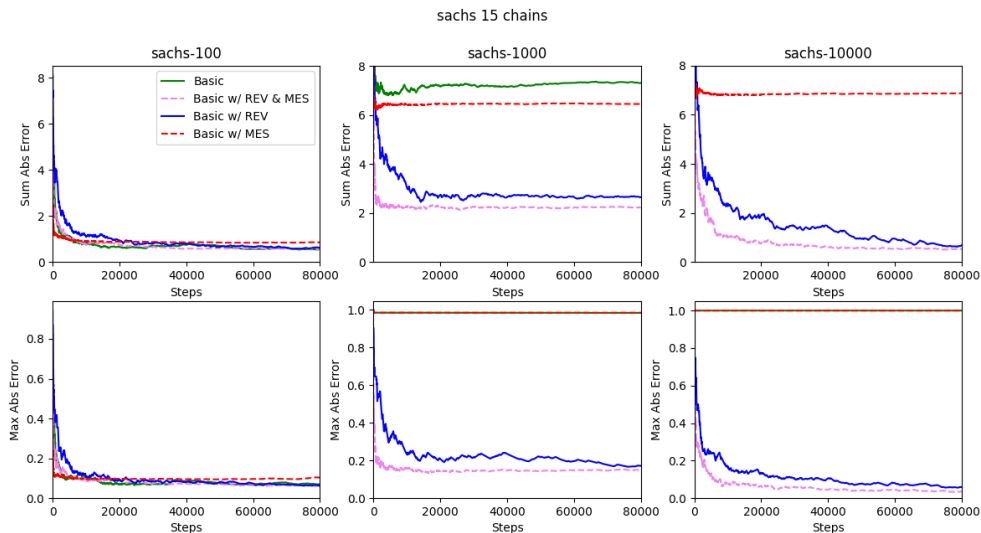 sachs 15 chains
sachs-100
sachs-1000
sachs-10000
Sum Abs Error
8
6
4
2
0
Basic
Basic w/ REV & MES
Basic w/ REV
Basic w/ MES
0 20000 40000 60000 80000
Steps
Sum Abs Error
8
6
4
2
0
0 20000 40000 60000 80000
Steps
Sum Abs Error
8
6
4
2
0
0 20000 40000 60000 80000
Steps
Max Abs Error
0.8
0.6
0.4
0.2
0.0
0 20000 40000 60000 80000
Steps
Max Abs Error
1.0
0.8
0.6
0.4
0.2
0.0
0 20000 40000 60000 80000
Steps
Max Abs Error
1.0
0.8
0.6
0.4
0.2
0.0
0 20000 40000 60000 80000
Steps